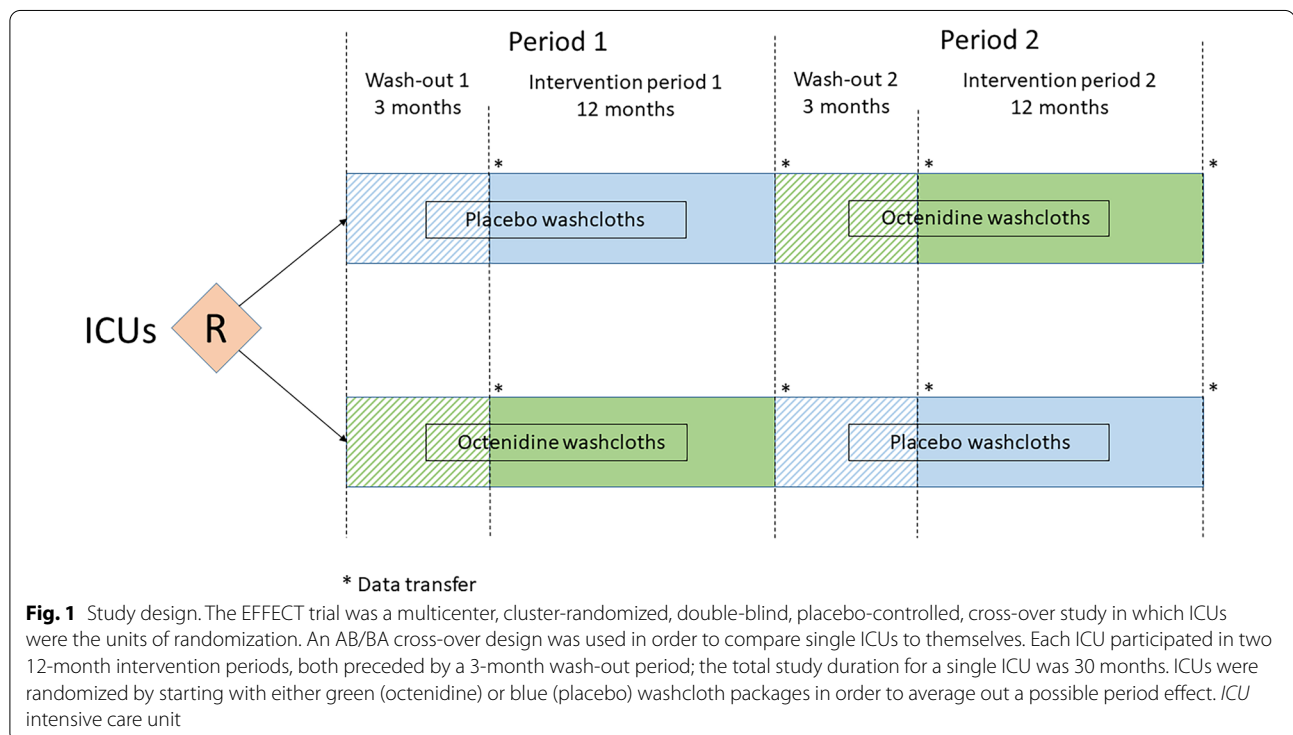 Period 1
Period 2
Wash-out 1
3 months
Intervention period 1
12 months
Wash-out 2
3 months
Intervention period 2
12 months
* * * *
Placebo washcloths
Octenidine washcloths
ICUs
R
* * * *
Octenidine washcloths
Placebo washcloths
* Data transfer
Fig. 1 Study design. The EFFECT trial was a multicenter, cluster-randomized, double-blind, placebo-controlled, cross-over study in which ICUs
were the units of randomization. An AB/BA cross-over design was used in order to compare single ICUs to themselves. Each ICU participated in two
12-month intervention periods, both preceded by a 3-month wash-out period; the total study duration for a single ICU was 30 months. ICUs were
randomized by starting with either green (octenidine) or blue (placebo) washcloth packages in order to average out a possible period effect. ICU
intensive care unit